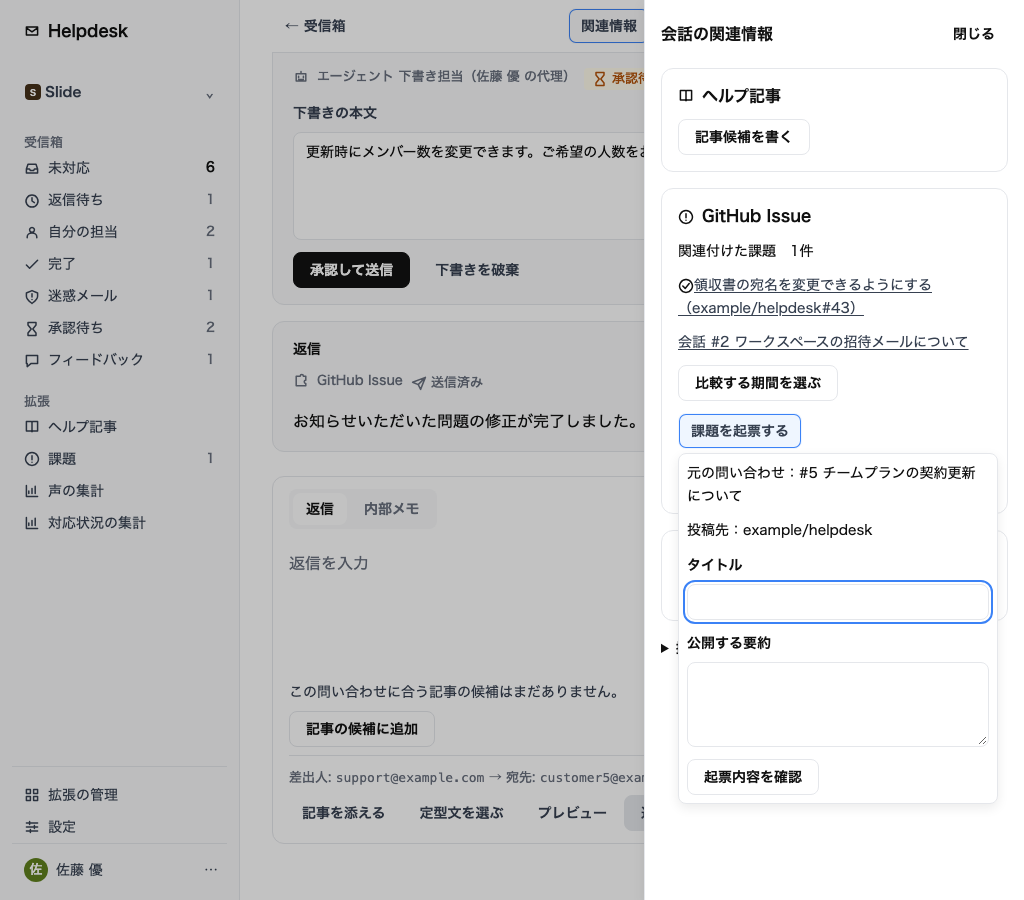 Helpdesk
S Slide
受信箱
未対応 6
返信待ち 1
自分の担当 2
完了 1
迷惑メール 1
承認待ち 2
フィードバック 1
拡張
ヘルプ記事
課題 1
声の集計
対応状況の集計
拡張の管理
設定
佐 佐藤 優 …
← 受信箱
関連情報
エージェント 下書き担当（佐藤 優 の代理）
承認待
下書きの本文
更新時にメンバー数を変更できます。ご希望の人数をお
承認して送信 下書きを破棄
返信
GitHub Issue 送信済み
お知らせいただいた問題の修正が完了しました。
返信 内部メモ
返信を入力
この問い合わせに合う記事の候補はまだありません。
記事の候補に追加
差出人: support@example.com → 宛先: customer5@exam
記事を添える 定型文を選ぶ プレビュー
会話の関連情報 閉じる
ヘルプ記事
記事候補を書く
GitHub Issue
関連付けた課題 1件
領収書の宛名を変更できるようにする
（example/helpdesk#43）
会話 #2 ワークスペースの招待メールについて
比較する期間を選ぶ
課題を起票する
元の問い合わせ：#5 チームプランの契約更新
について
投稿先：example/helpdesk
タイトル
公開する要約
起票内容を確認